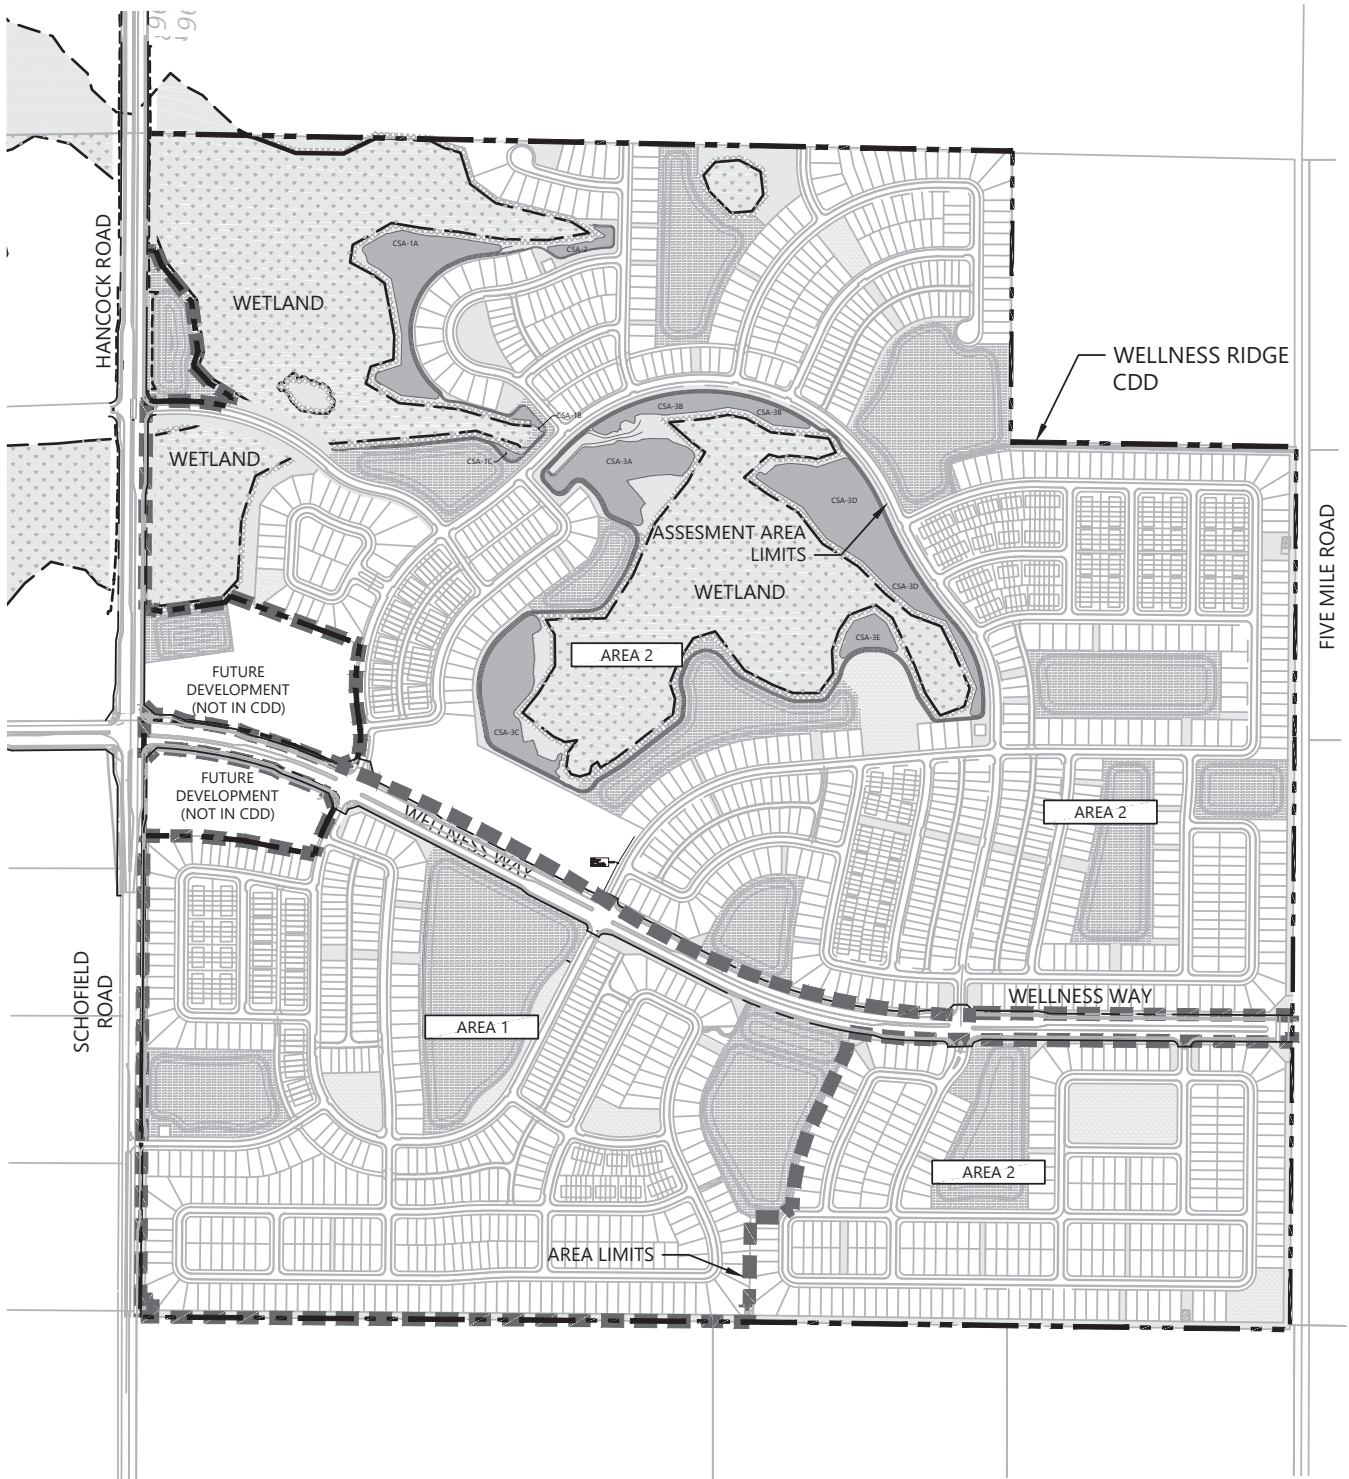 HANCOCK ROAD
WETLAND
CSA-1A
CSA-2
WELLNESS RIDGE
CDD
CSA-1B
CSA-3B
CSA-3B
WETLAND
CSA-1C
CSA-3A
CSA-3D
ASSESMENT AREA
LIMITS
FIVE MILE ROAD
CSA-3D
WETLAND
CSA-3E
AREA 2
FUTURE
DEVELOPMENT
(NOT IN CDD)
CSA-3C
FUTURE
DEVELOPMENT
(NOT IN CDD)
WELLNESS WAY
AREA 2
SCHOFIELD
ROAD
WELLNESS WAY
AREA 1
AREA 2
AREA LIMITS